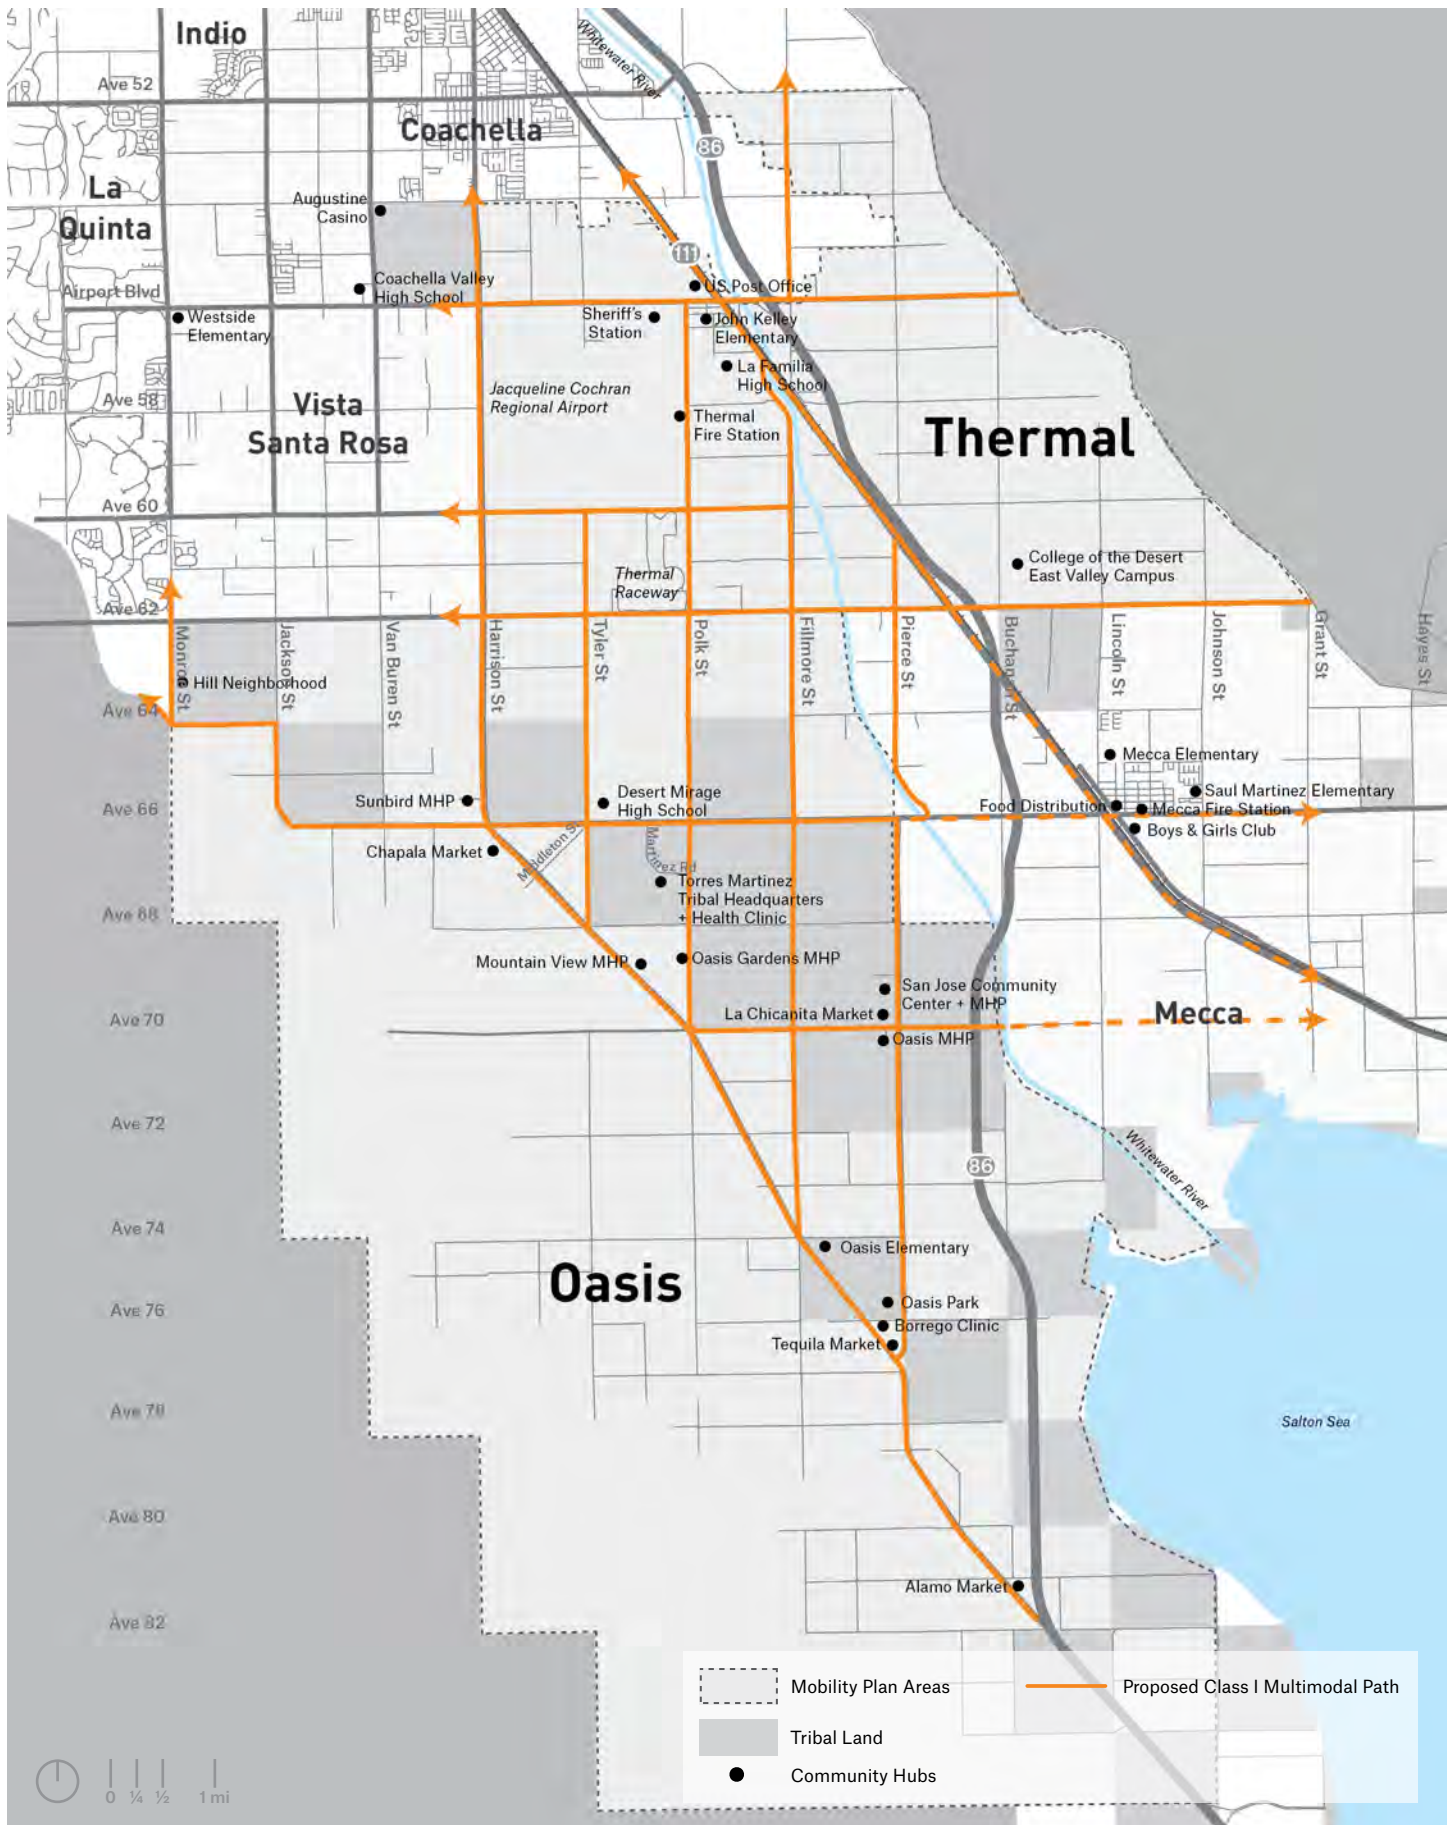 Indio
Whitewater River
Ave 52
Coachella
86
La
Quinta
Augustine
Casino
111
Coachella Valley
High School
Airport Blvd
US Post Office
Westside
Elementary
Sheriff's
Station
John Kelley
Elementary
La Familia
High School
Jacqueline Cochran
Regional Airport
Ave 58
Vista
Santa Rosa
Thermal
Fire Station
Thermal
Ave 60
College of the Desert
East Valley Campus
Thermal
Raceway
Ave 62
Monroe St
Jackson St
Van Buren St
Harrison St
Tyler St
Polk St
Fillmore St
Pierce St
Buchanan St
Lincoln St
Johnson St
Grant St
Hayes St
Hill Neighborhood
Ave 64
Mecca Elementary
Saul Martinez Elementary
Ave 66
Sunbird MHP
Desert Mirage
High School
Food Distribution
Mecca Fire Station
Boys & Girls Club
Chapala Market
Middleton St
Martinez Rd
Torres Martinez
Tribal Headquarters
+ Health Clinic
Ave 68
Mountain View MHP
Oasis Gardens MHP
San Jose Community
Center + MHP
La Chicanita Market
Mecca
Ave 70
Oasis MHP
Ave 72
Whitewater River
86
Ave 74
Oasis Elementary
Oasis
Oasis Park
Ave 76
Borrego Clinic
Tequila Market
Ave 78
Salton Sea
Ave 80
Alamo Market
Ave 82
Mobility Plan Areas
Proposed Class I Multimodal Path
Tribal Land
Community Hubs
0 ¼ ½ 1 mi